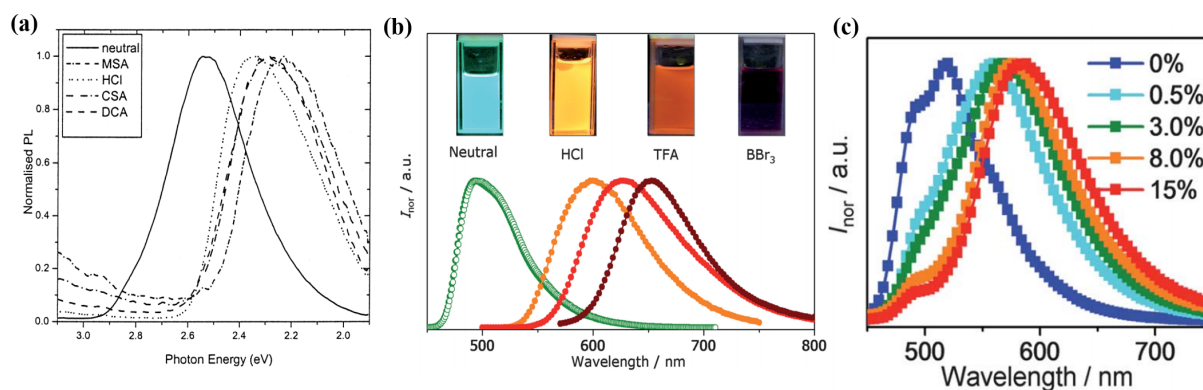 (a)
neutral
MSA
HCl
CSA
DCA
Normalised PL
1.0
0.8
0.6
0.4
0.2
0.0
3.0 2.8 2.6 2.4 2.2 2.0
Photon Energy (eV)
(b)
Neutral HCl TFA BBr3
Inor / a.u.
500 600 700 800
Wavelength / nm
(c)
0%
0.5%
3.0%
8.0%
15%
Inor / a.u.
500 600 700
Wavelength / nm